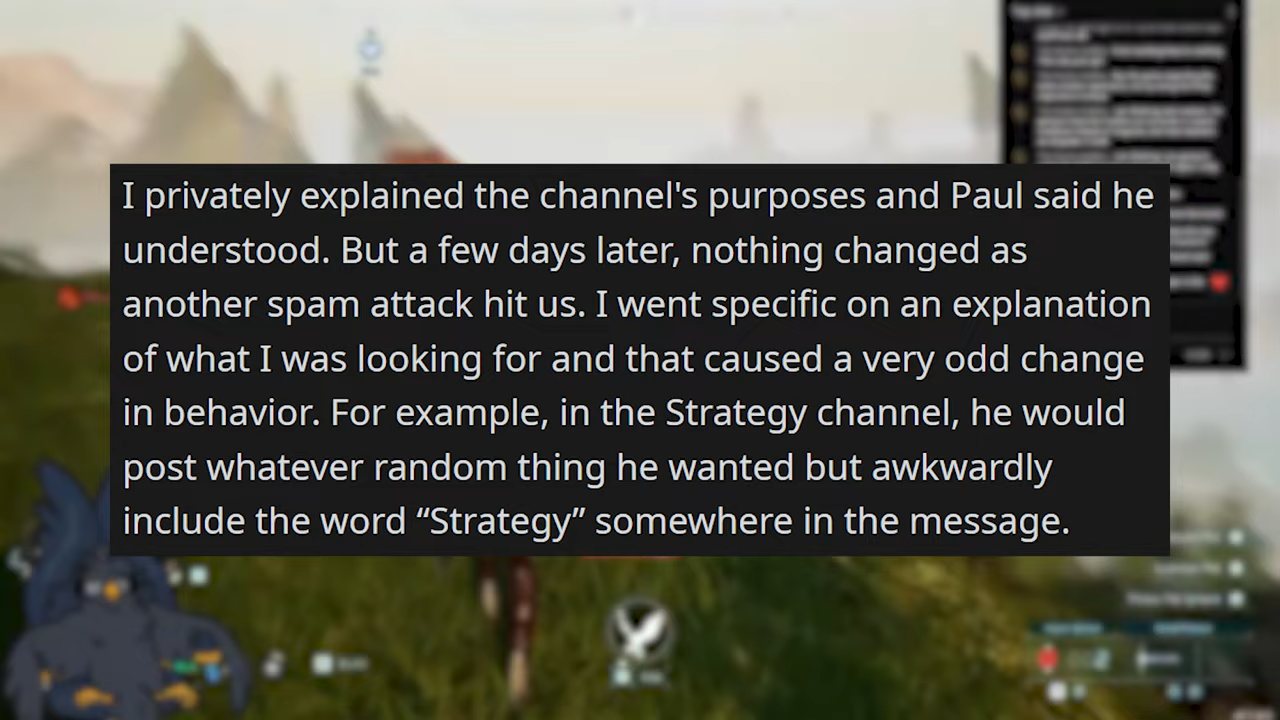 I privately explained the channel's purposes and Paul said he
understood. But a few days later, nothing changed as
another spam attack hit us. I went specific on an explanation
of what I was looking for and that caused a very odd change
in behavior. For example, in the Strategy channel, he would
post whatever random thing he wanted but awkwardly
include the word “Strategy” somewhere in the message.